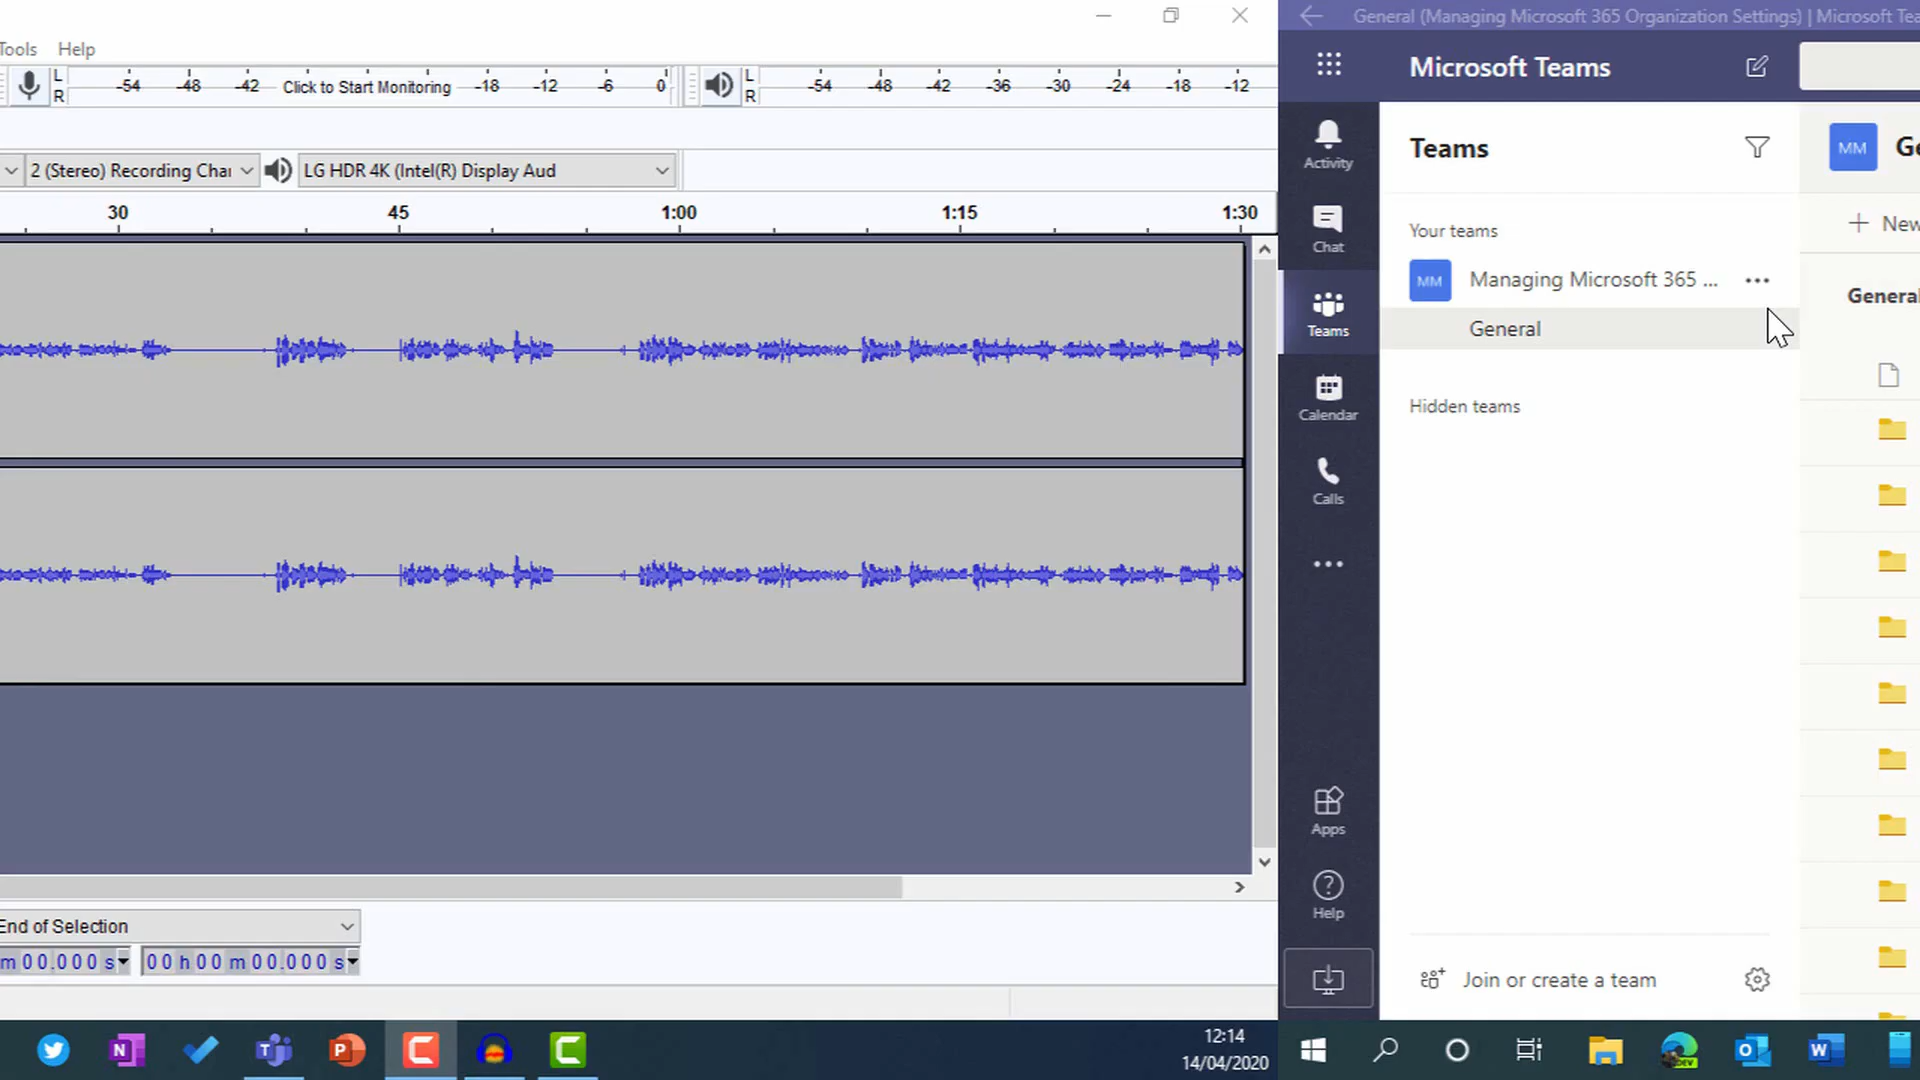 Tools Help
L
R
-54 -48 -42 Click to Start Monitoring -18 -12 -6 0
L
R
-54 -48 -42 -36 -30 -24 -18 -12
2 (Stereo) Recording Chai
LG HDR 4K (Intel(R) Display Aud
30 45 1:00 1:15 1:30
End of Selection
m 0 0 . 0 0 0 s
0 0 h 0 0 m 0 0 . 0 0 0 s
12:14
14/04/2020
General (Managing Microsoft 365 Organization Settings) | Microsoft Tea
Microsoft Teams
Activity
Chat
Teams
Calendar
Calls
Apps
Help
Teams
Your teams
MM Managing Microsoft 365 ...
General
Hidden teams
Join or create a team
MM Ge
+ New
General